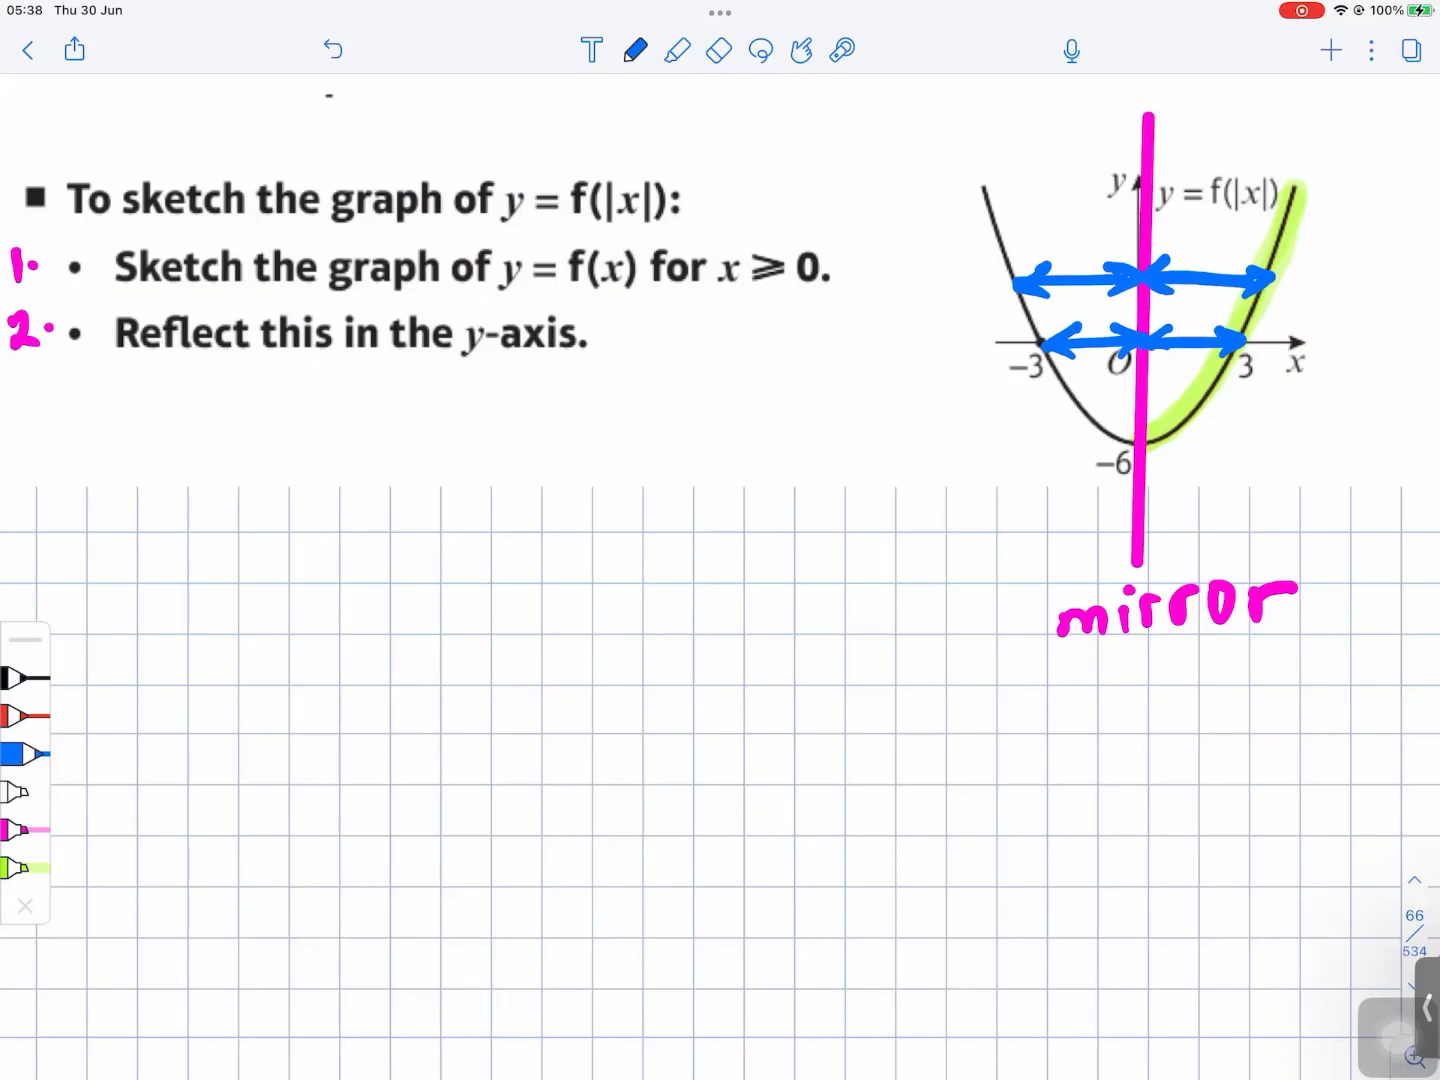 05:38 Thu 30 Jun
100%
■ To sketch the graph of y = f(|x|):
1. • Sketch the graph of y = f(x) for x ⩾ 0.
2. • Reflect this in the y-axis.
y
y = f(|x|)
−3
O
3
x
−6
mirror
66
534